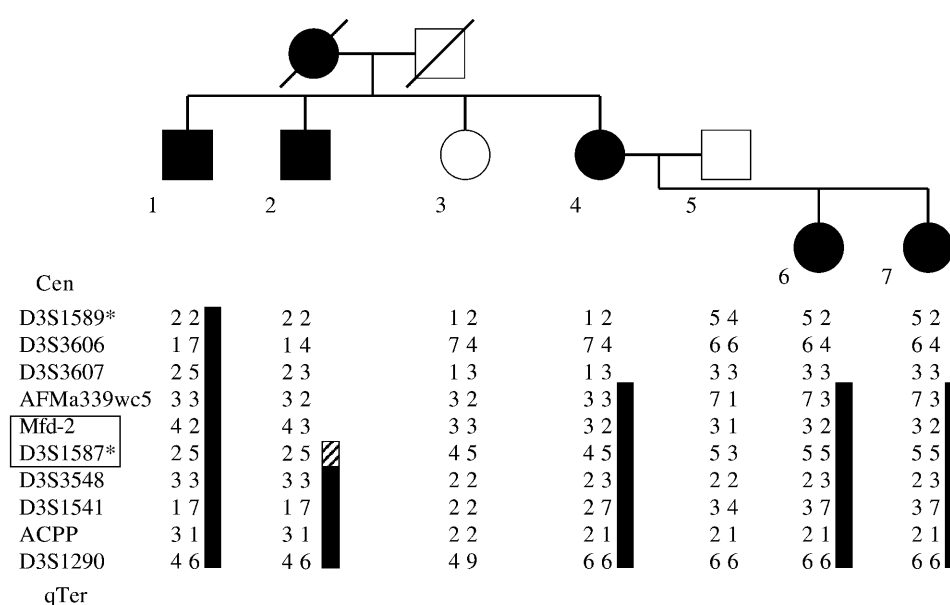 1 2 3 4 5
6 7
Cen
D3S1589* 2 2 2 2 1 2 1 2 5 4 5 2 5 2
D3S3606 1 7 1 4 7 4 7 4 6 6 6 4 6 4
D3S3607 2 5 2 3 1 3 1 3 3 3 3 3 3 3
AFMa339wc5 3 3 3 2 3 2 3 3 7 1 7 3 7 3
Mfd-2 4 2 4 3 3 3 3 2 3 1 3 2 3 2
D3S1587* 2 5 2 5 4 5 4 5 5 3 5 5 5 5
D3S3548 3 3 3 3 2 2 2 3 2 2 2 3 2 3
D3S1541 1 7 1 7 2 2 2 7 3 4 3 7 3 7
ACPP 3 1 3 1 2 2 2 1 2 1 2 1 2 1
D3S1290 4 6 4 6 4 9 6 6 6 6 6 6 6 6
qTer